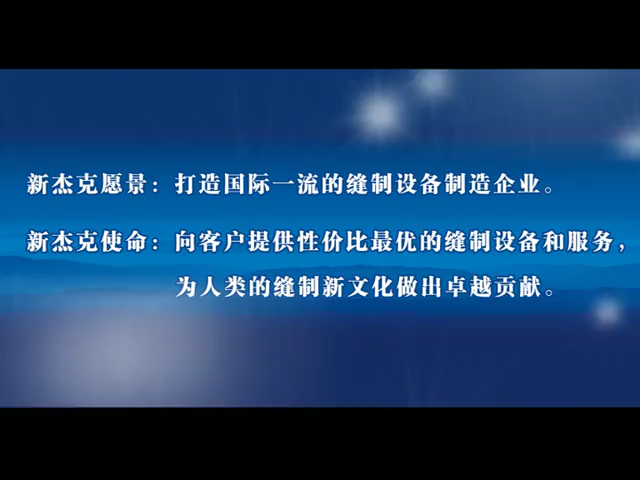 新杰克愿景：打造国际一流的缝制设备制造企业。
新杰克使命：向客户提供性价比最优的缝制设备和服务，
为人类的缝制新文化做出卓越贡献。